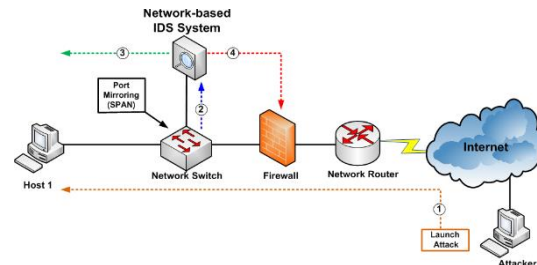 Network-based
IDS System
3
4
Port
Mirroring
(SPAN)
2
Internet
Host 1
Network Switch
Firewall
Network Router
1
Launch
Attack
Attacker